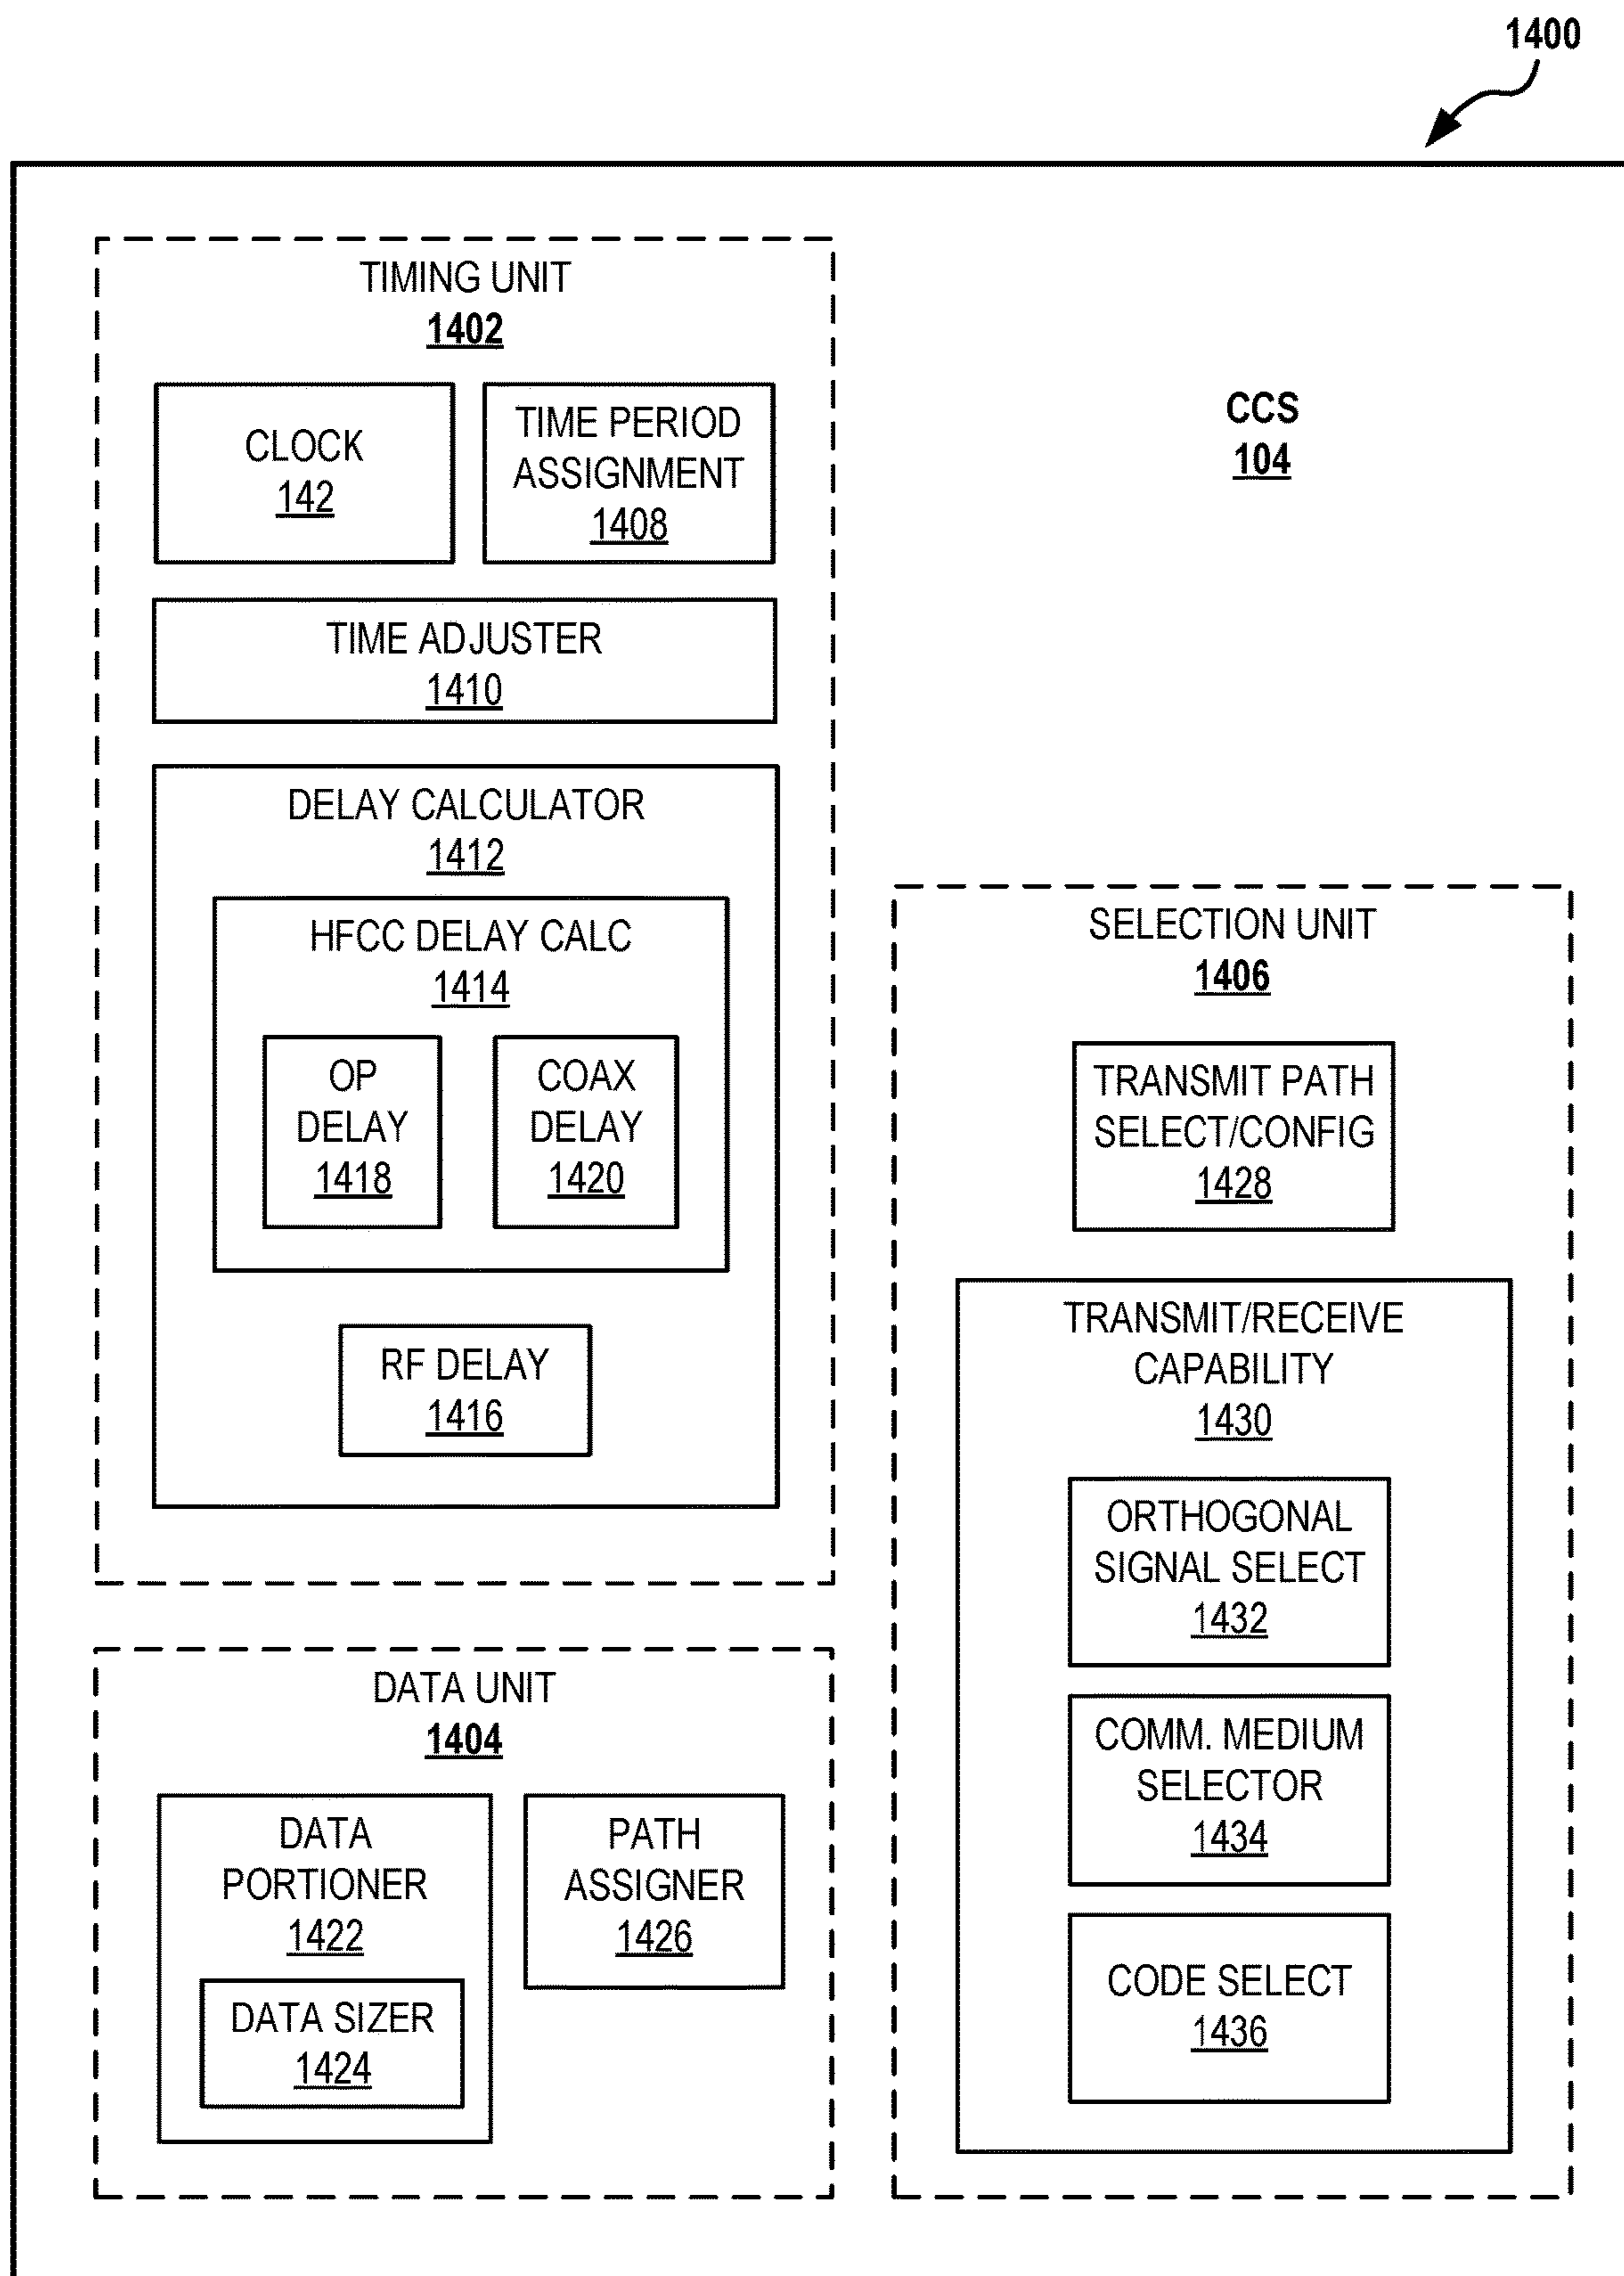 1400
TIMING UNIT
1402
CLOCK
142
TIME PERIOD
ASSIGNMENT
1408
TIME ADJUSTER
1410
DELAY CALCULATOR
1412
HFCC DELAY CALC
1414
OP
DELAY
1418
COAX
DELAY
1420
RF DELAY
1416
CCS
104
DATA UNIT
1404
DATA
PORTIONER
1422
DATA SIZER
1424
PATH
ASSIGNER
1426
SELECTION UNIT
1406
TRANSMIT PATH
SELECT/CONFIG
1428
TRANSMIT/RECEIVE
CAPABILITY
1430
ORTHOGONAL
SIGNAL SELECT
1432
COMM. MEDIUM
SELECTOR
1434
CODE SELECT
1436